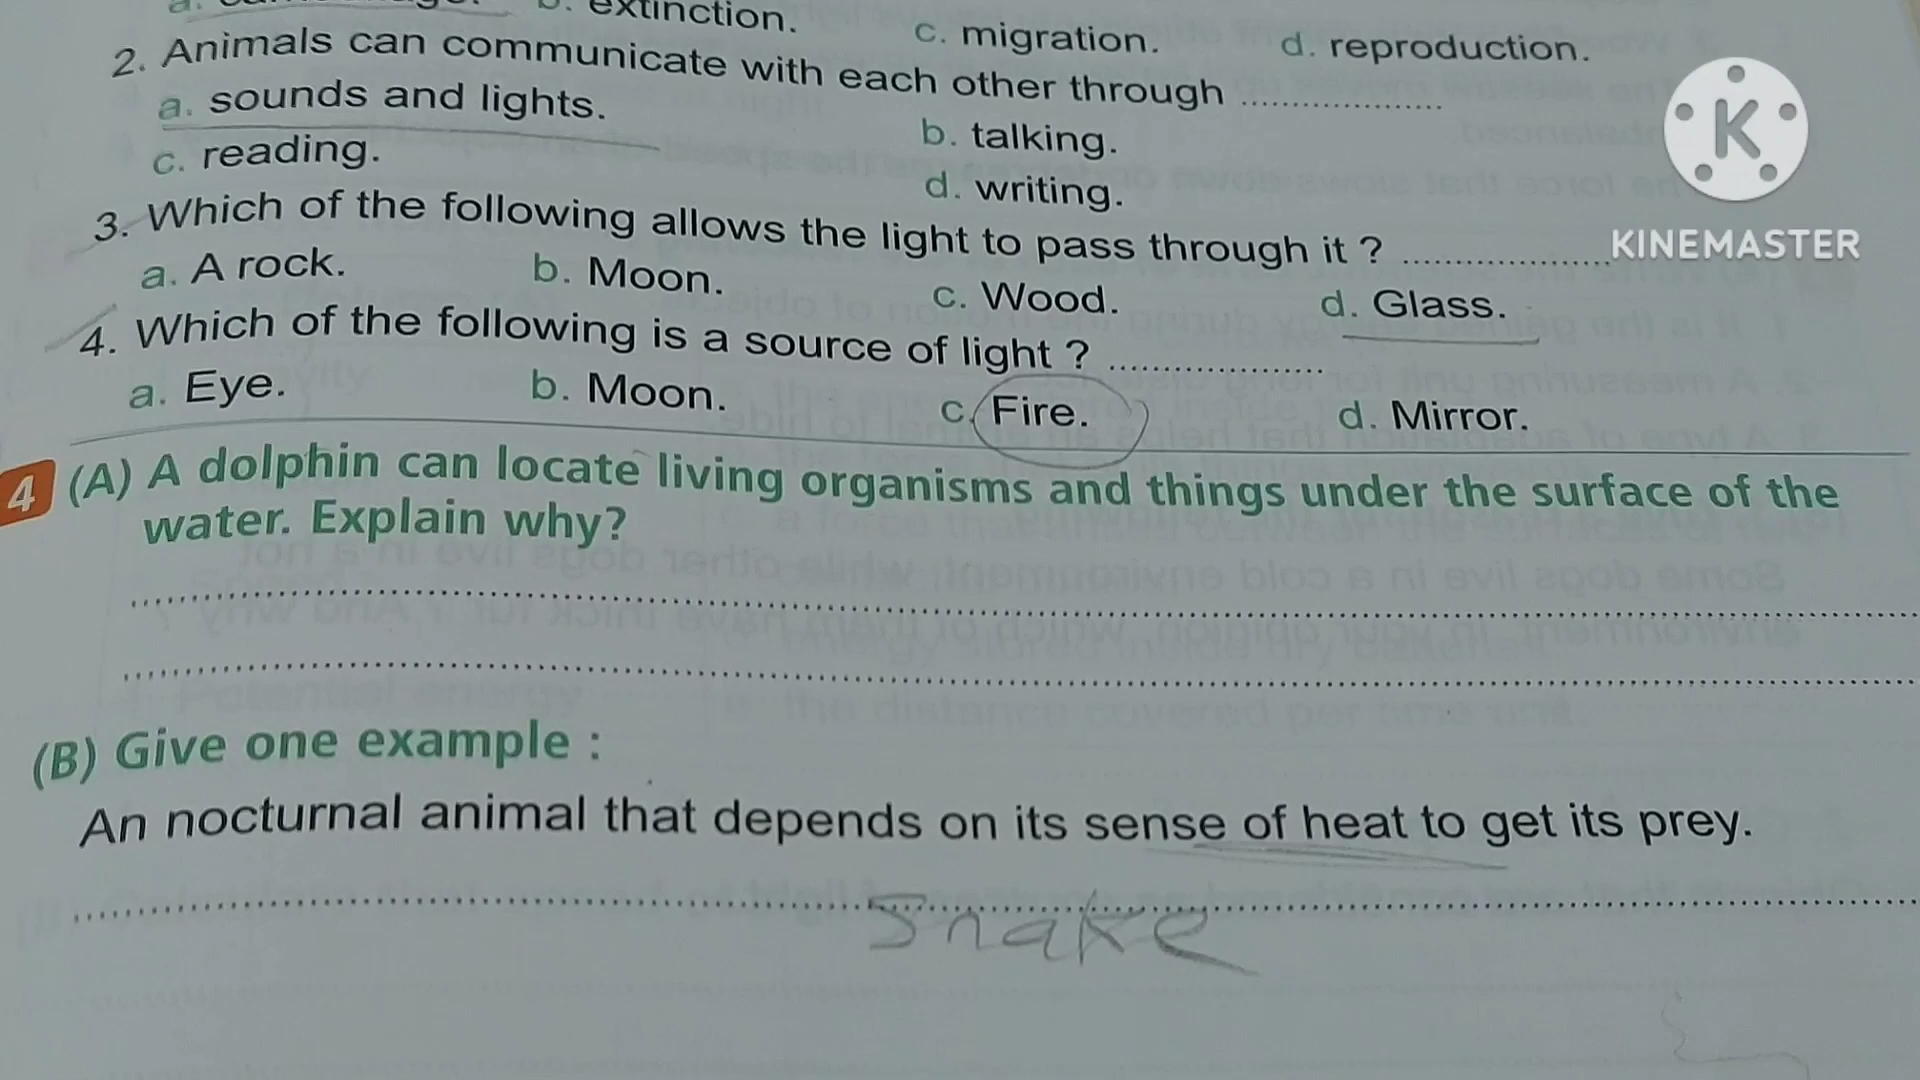 b. extinction.
c. migration.
d. reproduction.
2. Animals can communicate with each other through ..................
a. sounds and lights.
b. talking.
c. reading.
d. writing.
3. Which of the following allows the light to pass through it ? ..................
a. A rock.
b. Moon.
c. Wood.
d. Glass.
4. Which of the following is a source of light ? ..................
a. Eye.
b. Moon.
c. Fire.
d. Mirror.
4 (A) A dolphin can locate living organisms and things under the surface of the
water. Explain why?
(B) Give one example :
An nocturnal animal that depends on its sense of heat to get its prey.
Snake
K
KINEMASTER